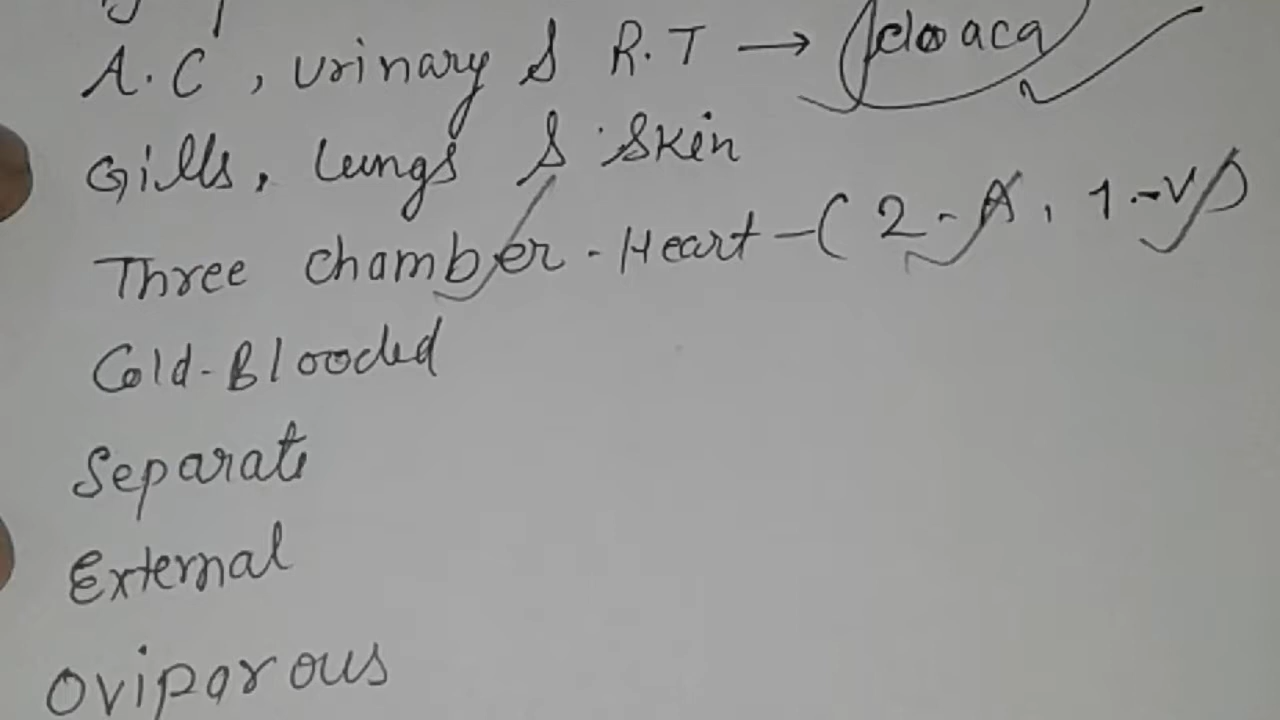 A.C, Urinary & R.T → cloaca
Gills, Lungs & Skin
Three chamber-Heart-(2-A, 1-V)
Cold-Blooded
Separate
External
Oviparous